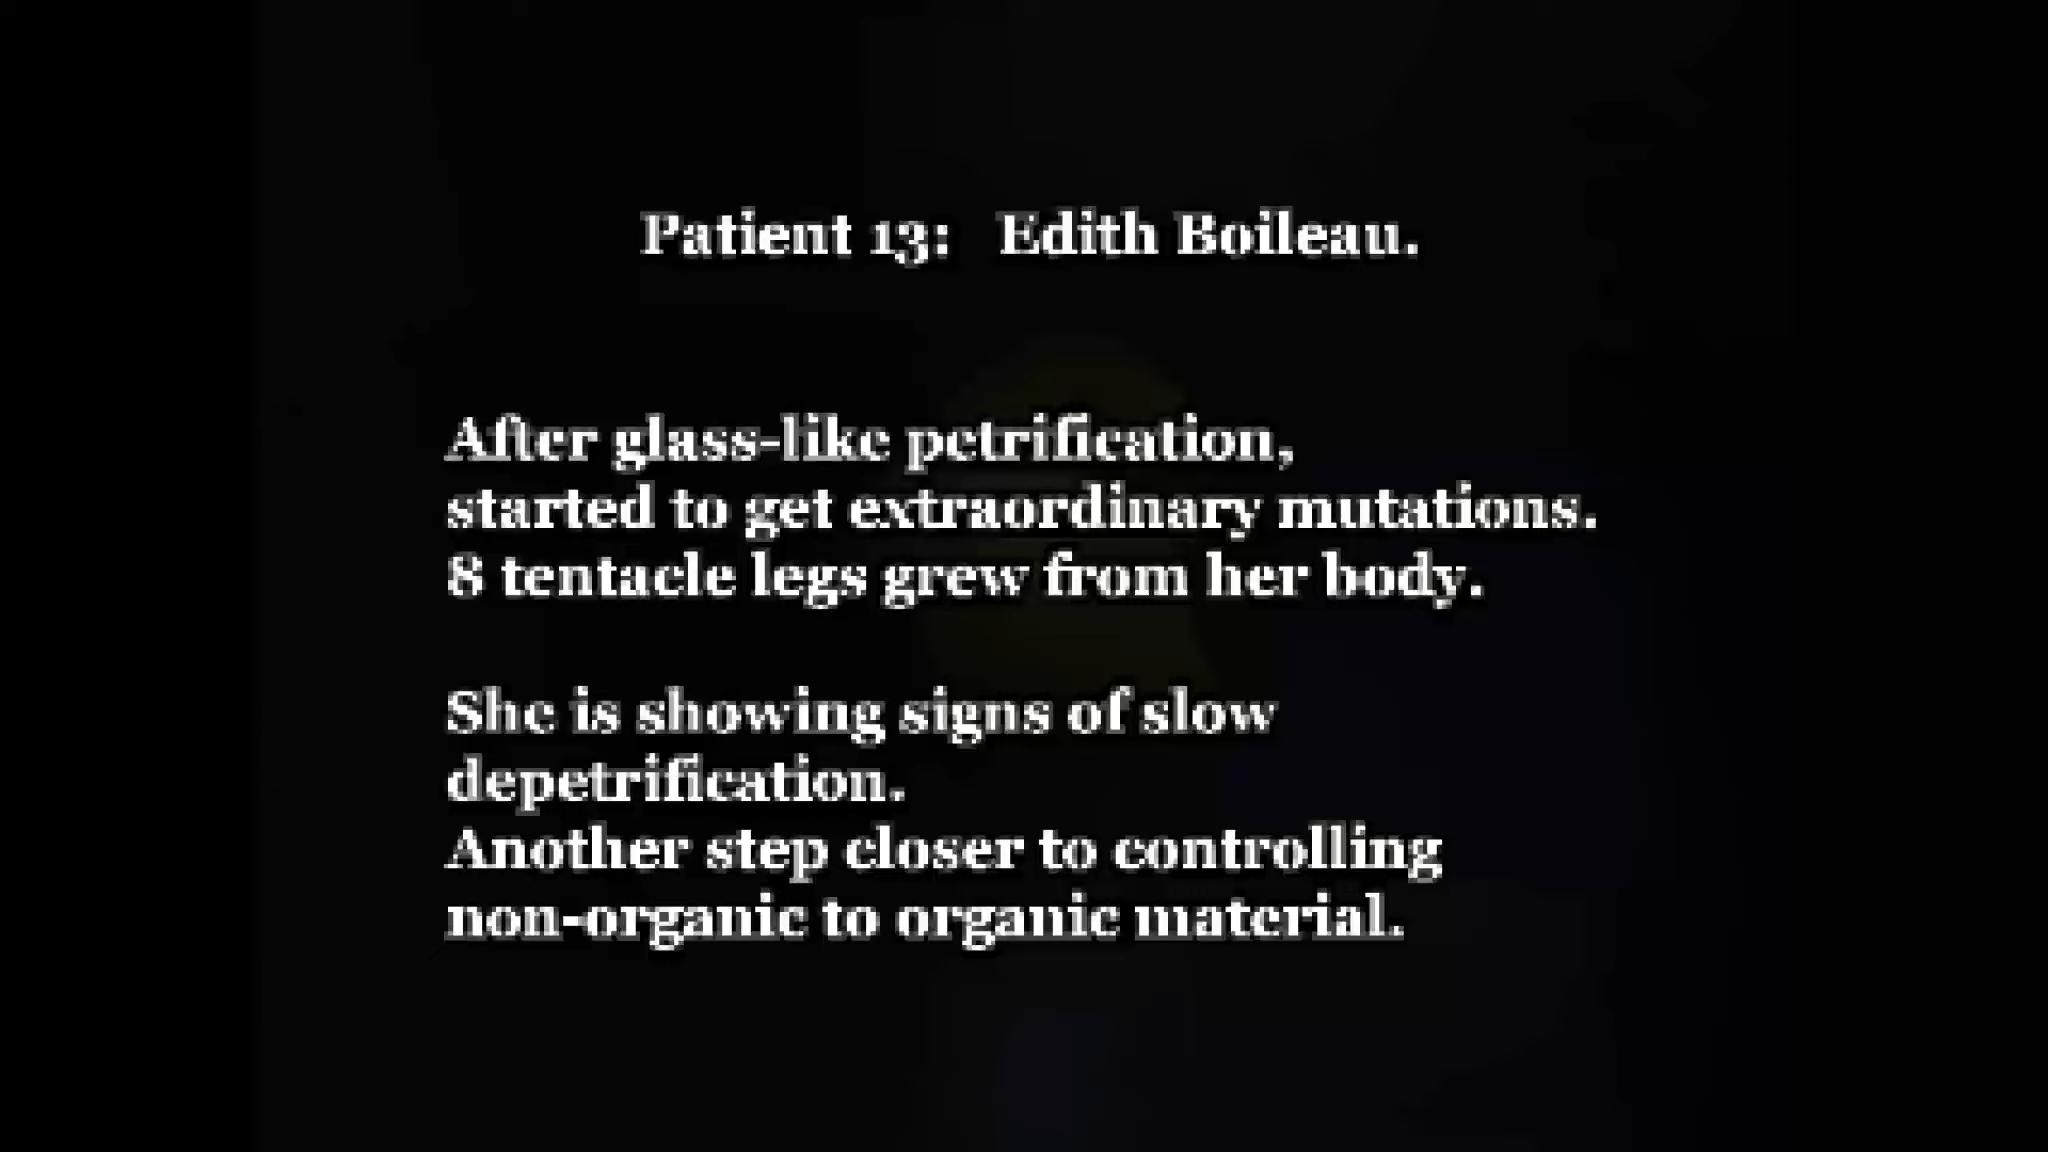 Patient 13: Edith Boileau.
After glass-like petrification,
started to get extraordinary mutations.
8 tentacle legs grew from her body.
She is showing signs of slow
depetrification.
Another step closer to controlling
non-organic to organic material.